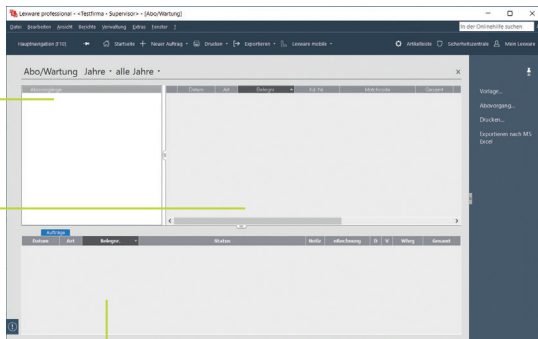 Lexware professional - «Testfirma - Supervisor» - [Abo/Wartung]
Datei Bearbeiten Ansicht Berichte Verwaltung Extras Fenster ?
In der Onlinehilfe suchen
Hauptnavigation (F10) Startseite Neuer Auftrag Drucken Exportieren Lexware mobile Artikelliste Sicherheitszentrale Mein Lexware
Abo/Wartung Jahre alle Jahre
Abovorgänge
Datum Art Belegnr. Kd.-Nr. Matchcode Gesamt
Vorlage...
Abovorgang...
Drucken...
Exportieren nach MS
Excel
Aufträge
Datum Art Belegnr. Status Notiz eRechnung D V Whrg Gesamt